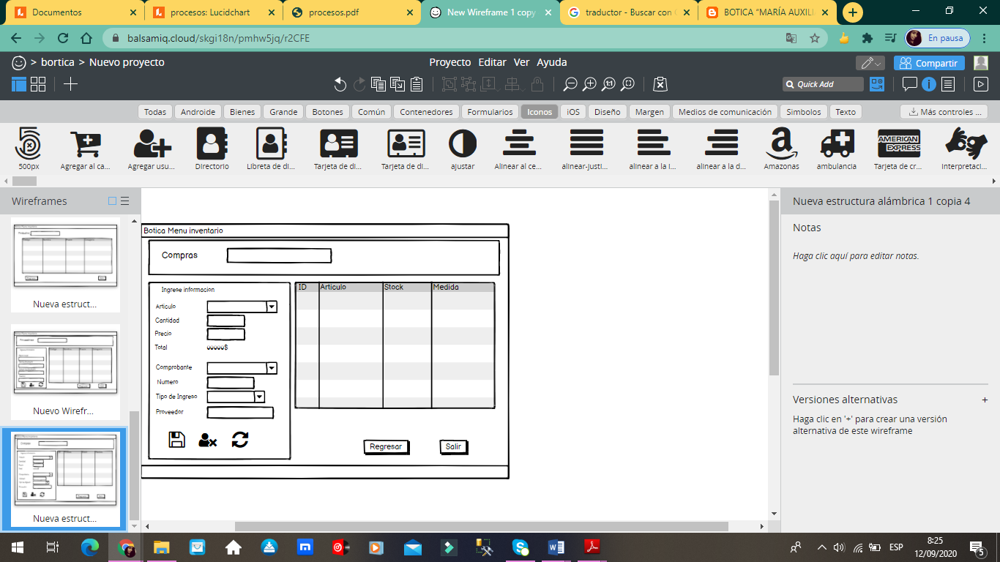 Documentos
procesos: Lucidchart
procesos.pdf
New Wireframe 1 copy
traductor - Buscar con G
BOTICA "MARÍA AUXILI
balsamiq.cloud/skgi18n/pmhw5jq/r2CFE
En pausa
> bortica > Nuevo proyecto
Proyecto Editar Ver Ayuda
Compartir
1:1
Quick Add
Todas Androide Bienes Grande Botones Común Contenedores Formularios Iconos iOS Diseño Margen Medios de comunicación Simbolos Texto Más controles ...
AMERICAN EXPRESS
500px Agregar al ca... Agregar usu... Directorio Libreta de di... Tarjeta de di... Tarjeta de di... ajustar Alinear al ce... alinear-justi... alinear a la i... alinear a la d... Amazonas ambulancia Tarjeta de cr... Interpretaci...
Wireframes
Nueva estruct...
Nuevo Wirefr...
Nueva estruct...
Botica Menu inventario
Compras
Ingrese informacion
Articulo
Cantidad
Precio
Total
Comprobante
Numero
Tipo de Ingreso
Proveedor
ID Articulo Stock Medida
Regresar Salir
Nueva estructura alámbrica 1 copia 4
Notas
Haga clic aquí para editar notas.
Versiones alternativas +
Haga clic en '+' para crear una versión
alternativa de este wireframe
ESP
8:25
12/09/2020
5